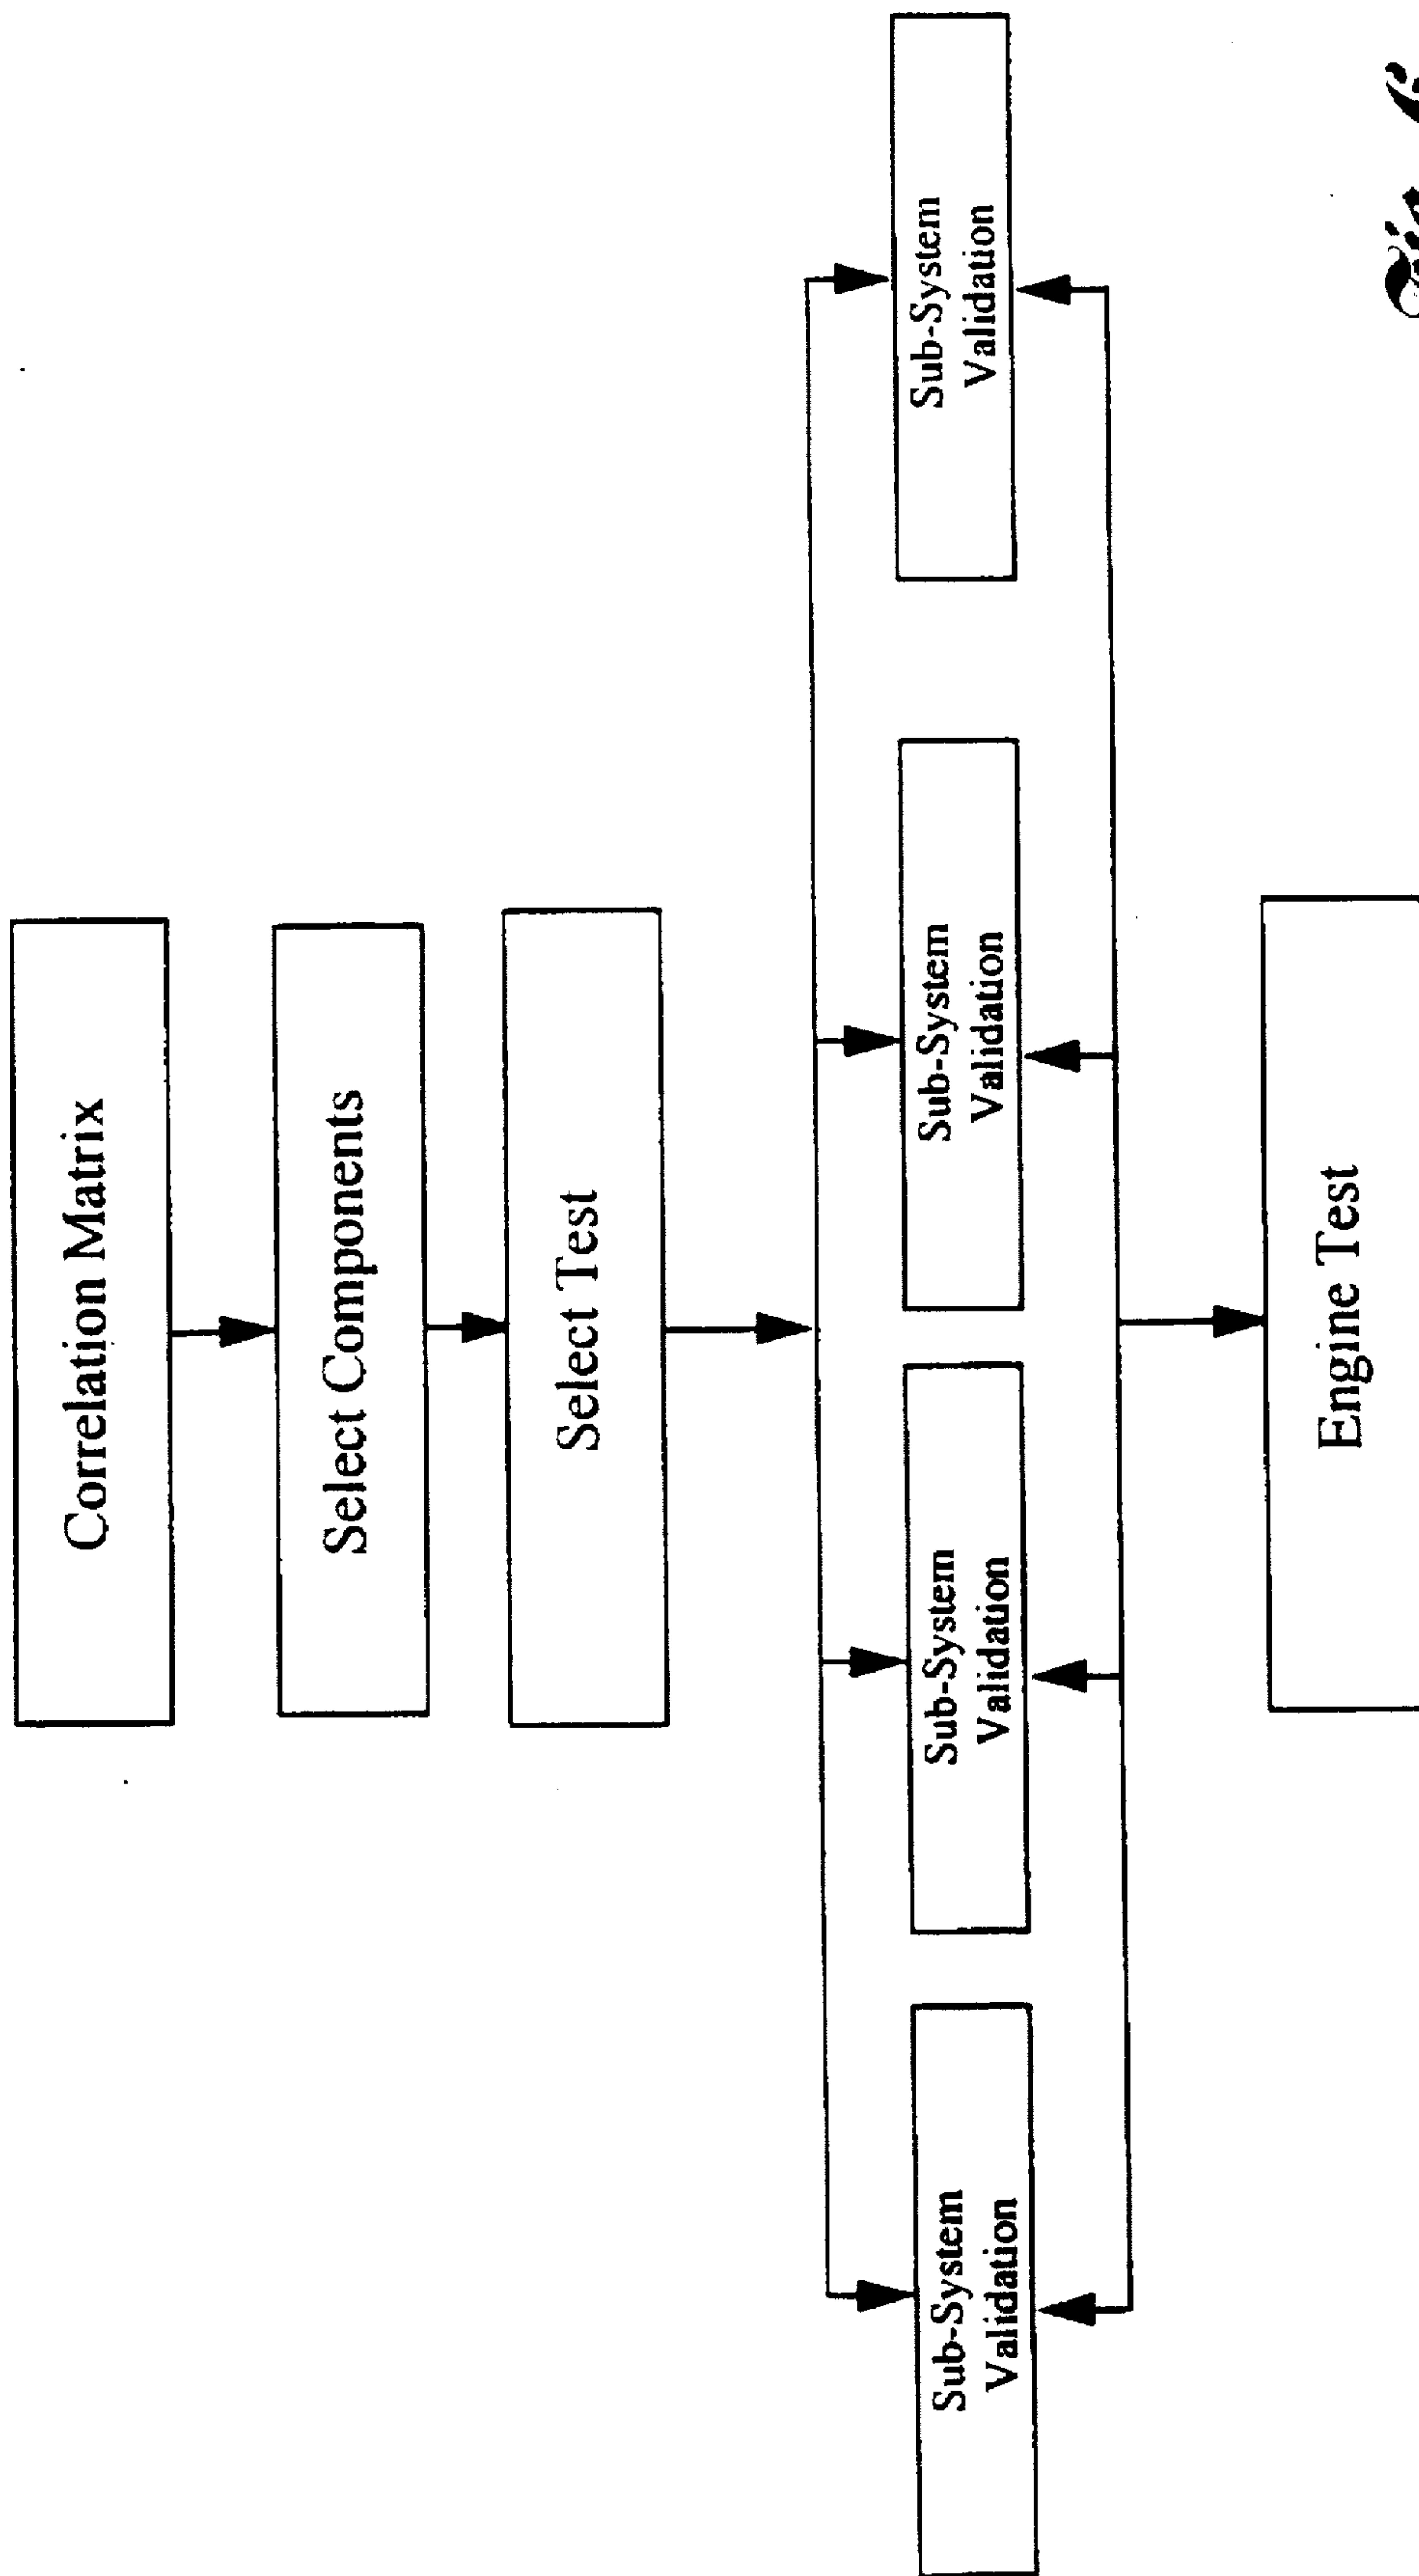 Correlation Matrix
Select Components
Select Test
Sub-System
Validation
Sub-System
Validation
Sub-System
Validation
Sub-System
Validation
Engine Test